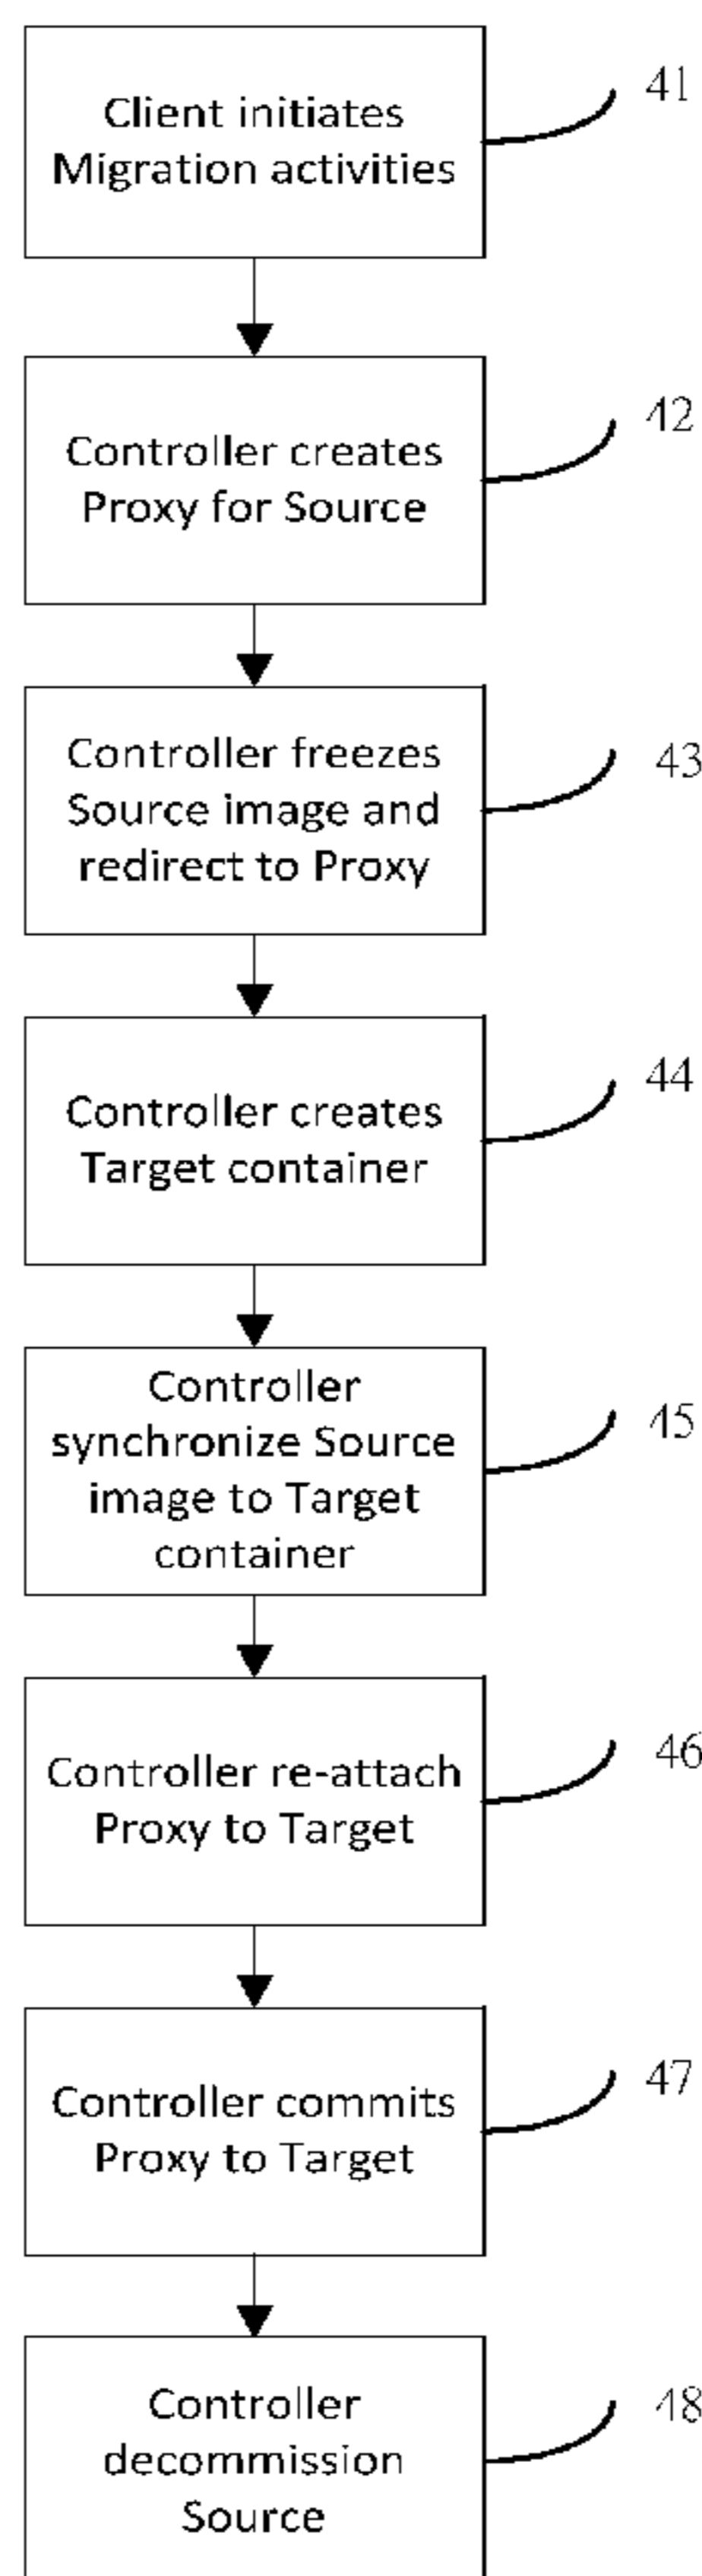 Client initiates
Migration activities
41
Controller creates
Proxy for Source
42
Controller freezes
Source image and
redirect to Proxy
43
Controller creates
Target container
44
Controller
synchronize Source
image to Target
container
45
Controller re-attach
Proxy to Target
46
Controller commits
Proxy to Target
47
Controller
decommission
Source
48